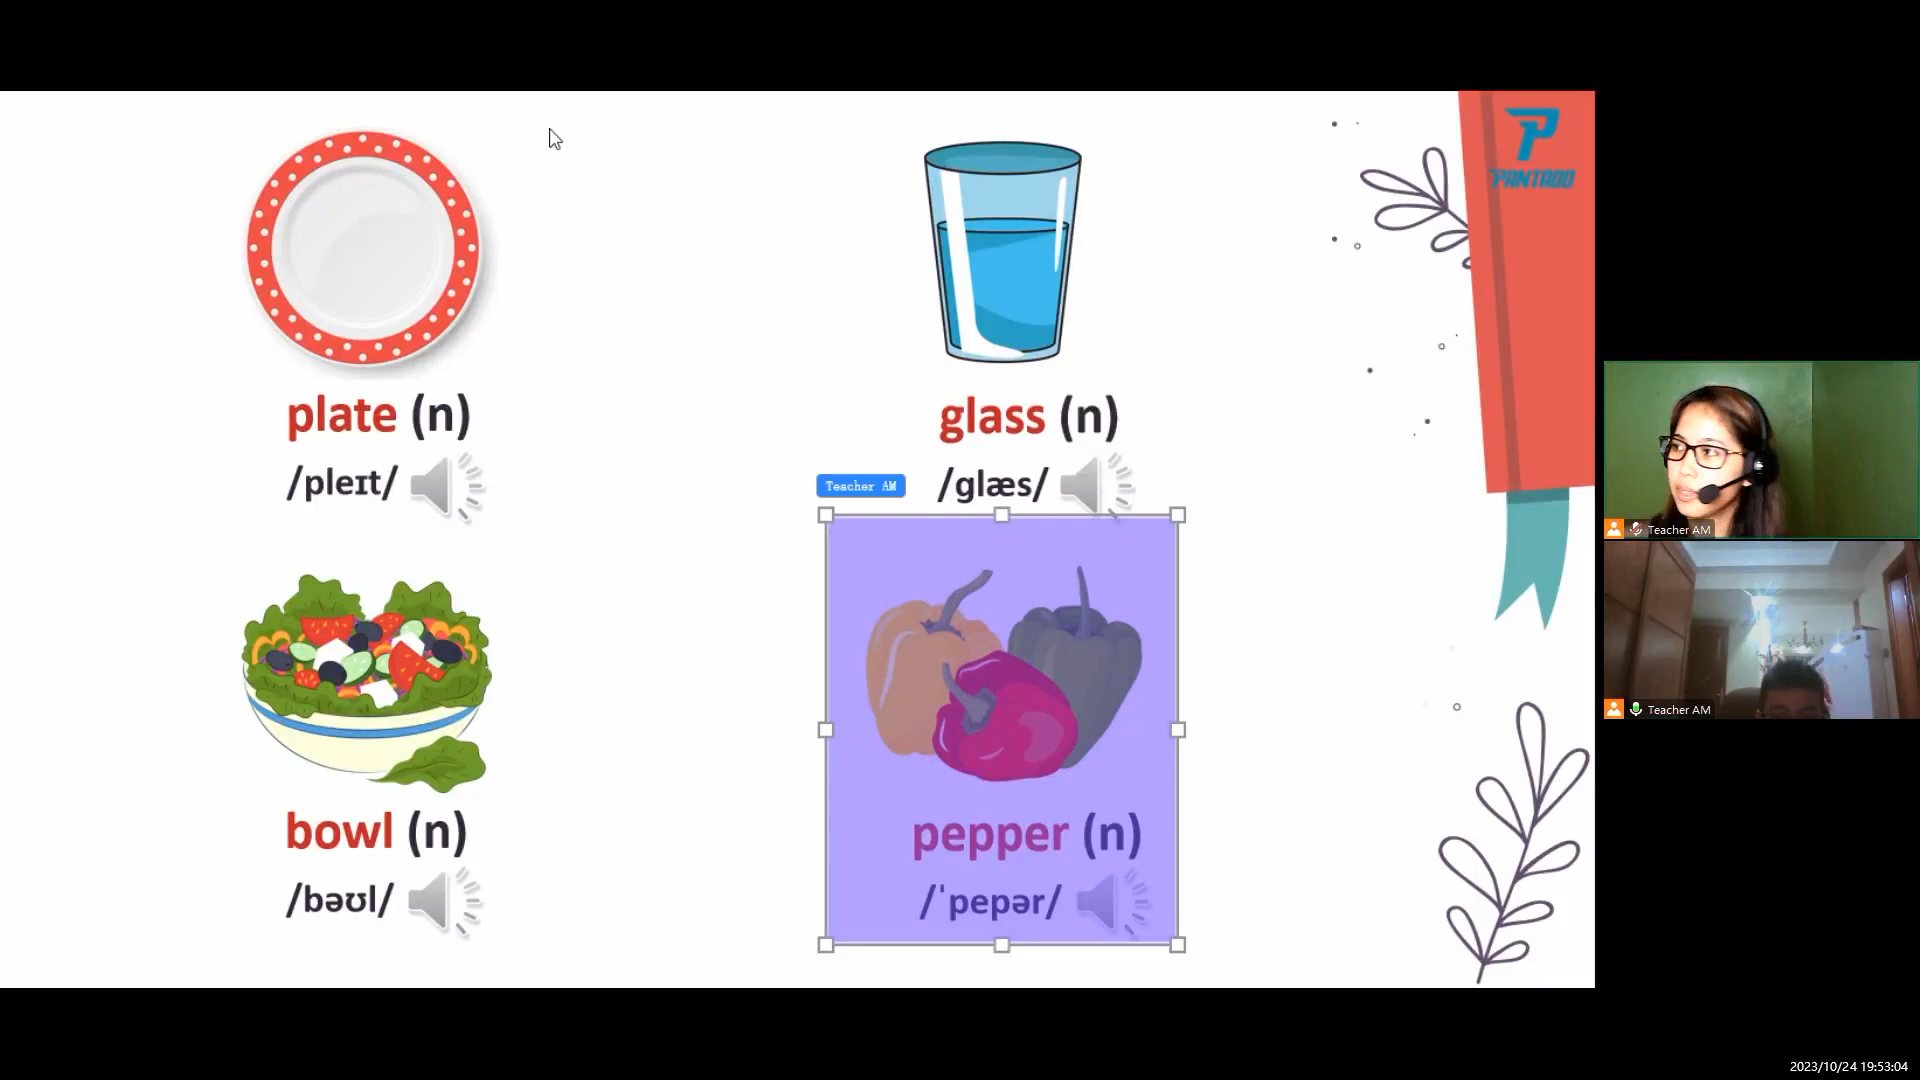 PANTADO
plate (n)
/pleɪt/
glass (n)
/glæs/
Teacher AM
bowl (n)
/bəʊl/
pepper (n)
/ˈpepər/
Teacher AM
Teacher AM
2023/10/24 19:53:04